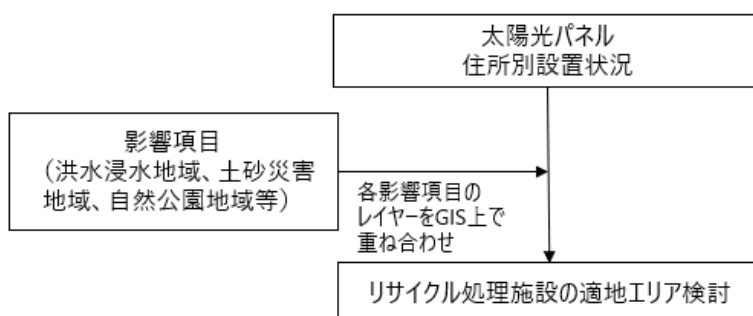 太陽光パネル
住所別設置状況
影響項目
（洪水浸水地域、土砂災害
地域、自然公園地域等）
各影響項目の
レイヤーをGIS上で
重ね合わせ
リサイクル処理施設の適地エリア検討